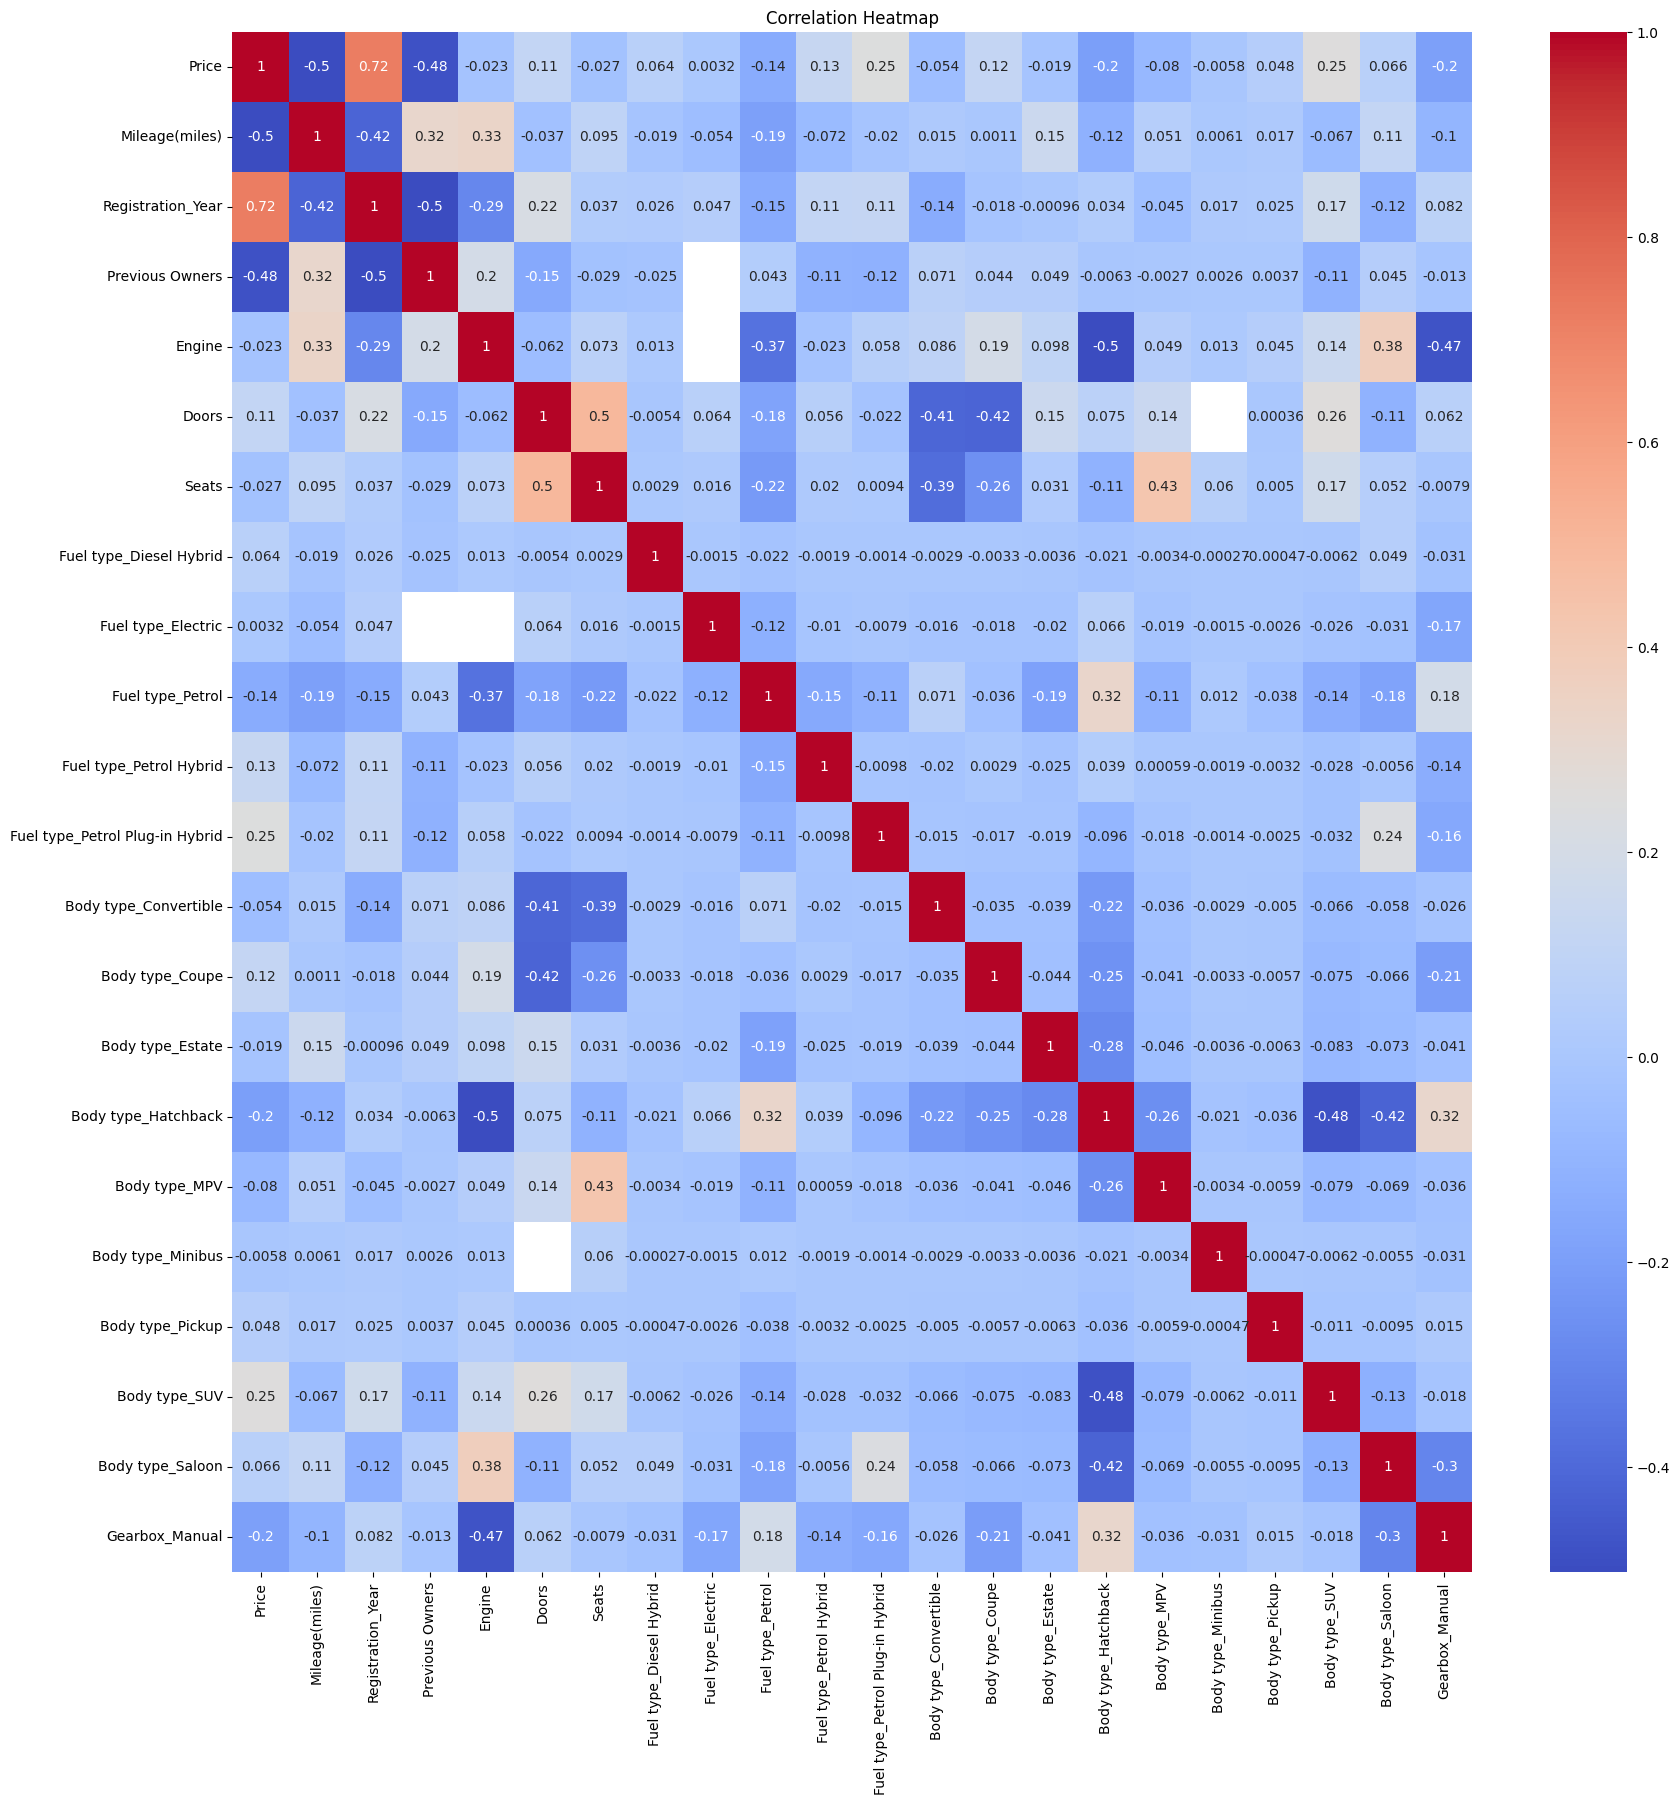 Correlation Heatmap
Price 1 -0.5 0.72 -0.48 -0.023 0.11 -0.027 0.064 0.0032 -0.14 0.13 0.25 -0.054 0.12 -0.019 -0.2 -0.08 -0.0058 0.048 0.25 0.066 -0.2
Mileage(miles) -0.5 1 -0.42 0.32 0.33 -0.037 0.095 -0.019 -0.054 -0.19 -0.072 -0.02 0.015 0.0011 0.15 -0.12 0.051 0.0061 0.017 -0.067 0.11 -0.1
Registration_Year 0.72 -0.42 1 -0.5 -0.29 0.22 0.037 0.026 0.047 -0.15 0.11 0.11 -0.14 -0.018 -0.00096 0.034 -0.045 0.017 0.025 0.17 -0.12 0.082
Previous Owners -0.48 0.32 -0.5 1 0.2 -0.15 -0.029 -0.025 0.043 -0.11 -0.12 0.071 0.044 0.049 -0.0063 -0.0027 0.0026 0.0037 -0.11 0.045 -0.013
Engine -0.023 0.33 -0.29 0.2 1 -0.062 0.073 0.013 -0.37 -0.023 0.058 0.086 0.19 0.098 -0.5 0.049 0.013 0.045 0.14 0.38 -0.47
Doors 0.11 -0.037 0.22 -0.15 -0.062 1 0.5 -0.0054 0.064 -0.18 0.056 -0.022 -0.41 -0.42 0.15 0.075 0.14 0.00036 0.26 -0.11 0.062
Seats -0.027 0.095 0.037 -0.029 0.073 0.5 1 0.0029 0.016 -0.22 0.02 0.0094 -0.39 -0.26 0.031 -0.11 0.43 0.06 0.005 0.17 0.052 -0.0079
Fuel type_Diesel Hybrid 0.064 -0.019 0.026 -0.025 0.013 -0.0054 0.0029 1 -0.0015 -0.022 -0.0019 -0.0014 -0.0029 -0.0033 -0.0036 -0.021 -0.0034 -0.00027 -0.00047 -0.0062 0.049 -0.031
Fuel type_Electric 0.0032 -0.054 0.047 0.064 0.016 -0.0015 1 -0.12 -0.01 -0.0079 -0.016 -0.018 -0.02 0.066 -0.019 -0.0015 -0.0026 -0.026 -0.031 -0.17
Fuel type_Petrol -0.14 -0.19 -0.15 0.043 -0.37 -0.18 -0.22 -0.022 -0.12 1 -0.15 -0.11 0.071 -0.036 -0.19 0.32 -0.11 0.012 -0.038 -0.14 -0.18 0.18
Fuel type_Petrol Hybrid 0.13 -0.072 0.11 -0.11 -0.023 0.056 0.02 -0.0019 -0.01 -0.15 1 -0.0098 -0.02 0.0029 -0.025 0.039 0.00059 -0.0019 -0.0032 -0.028 -0.0056 -0.14
Fuel type_Petrol Plug-in Hybrid 0.25 -0.02 0.11 -0.12 0.058 -0.022 0.0094 -0.0014 -0.0079 -0.11 -0.0098 1 -0.015 -0.017 -0.019 -0.096 -0.018 -0.0014 -0.0025 -0.032 0.24 -0.16
Body type_Convertible -0.054 0.015 -0.14 0.071 0.086 -0.41 -0.39 -0.0029 -0.016 0.071 -0.02 -0.015 1 -0.035 -0.039 -0.22 -0.036 -0.0029 -0.005 -0.066 -0.058 -0.026
Body type_Coupe 0.12 0.0011 -0.018 0.044 0.19 -0.42 -0.26 -0.0033 -0.018 -0.036 0.0029 -0.017 -0.035 1 -0.044 -0.25 -0.041 -0.0033 -0.0057 -0.075 -0.066 -0.21
Body type_Estate -0.019 0.15 -0.00096 0.049 0.098 0.15 0.031 -0.0036 -0.02 -0.19 -0.025 -0.019 -0.039 -0.044 1 -0.28 -0.046 -0.0036 -0.0063 -0.083 -0.073 -0.041
Body type_Hatchback -0.2 -0.12 0.034 -0.0063 -0.5 0.075 -0.11 -0.021 0.066 0.32 0.039 -0.096 -0.22 -0.25 -0.28 1 -0.26 -0.021 -0.036 -0.48 -0.42 0.32
Body type_MPV -0.08 0.051 -0.045 -0.0027 0.049 0.14 0.43 -0.0034 -0.019 -0.11 0.00059 -0.018 -0.036 -0.041 -0.046 -0.26 1 -0.0034 -0.0059 -0.079 -0.069 -0.036
Body type_Minibus -0.0058 0.0061 0.017 0.0026 0.013 0.06 -0.00027 -0.0015 0.012 -0.0019 -0.0014 -0.0029 -0.0033 -0.0036 -0.021 -0.0034 1 -0.00047 -0.0062 -0.0055 -0.031
Body type_Pickup 0.048 0.017 0.025 0.0037 0.045 0.00036 0.005 -0.00047 -0.0026 -0.038 -0.0032 -0.0025 -0.005 -0.0057 -0.0063 -0.036 -0.0059 -0.00047 1 -0.011 -0.0095 0.015
Body type_SUV 0.25 -0.067 0.17 -0.11 0.14 0.26 0.17 -0.0062 -0.026 -0.14 -0.028 -0.032 -0.066 -0.075 -0.083 -0.48 -0.079 -0.0062 -0.011 1 -0.13 -0.018
Body type_Saloon 0.066 0.11 -0.12 0.045 0.38 -0.11 0.052 0.049 -0.031 -0.18 -0.0056 0.24 -0.058 -0.066 -0.073 -0.42 -0.069 -0.0055 -0.0095 -0.13 1 -0.3
Gearbox_Manual -0.2 -0.1 0.082 -0.013 -0.47 0.062 -0.0079 -0.031 -0.17 0.18 -0.14 -0.16 -0.026 -0.21 -0.041 0.32 -0.036 -0.031 0.015 -0.018 -0.3 1
Price
Mileage(miles)
Registration_Year
Previous Owners
Engine
Doors
Seats
Fuel type_Diesel Hybrid
Fuel type_Electric
Fuel type_Petrol
Fuel type_Petrol Hybrid
Fuel type_Petrol Plug-in Hybrid
Body type_Convertible
Body type_Coupe
Body type_Estate
Body type_Hatchback
Body type_MPV
Body type_Minibus
Body type_Pickup
Body type_SUV
Body type_Saloon
Gearbox_Manual
1.0
0.8
0.6
0.4
0.2
0.0
−0.2
−0.4